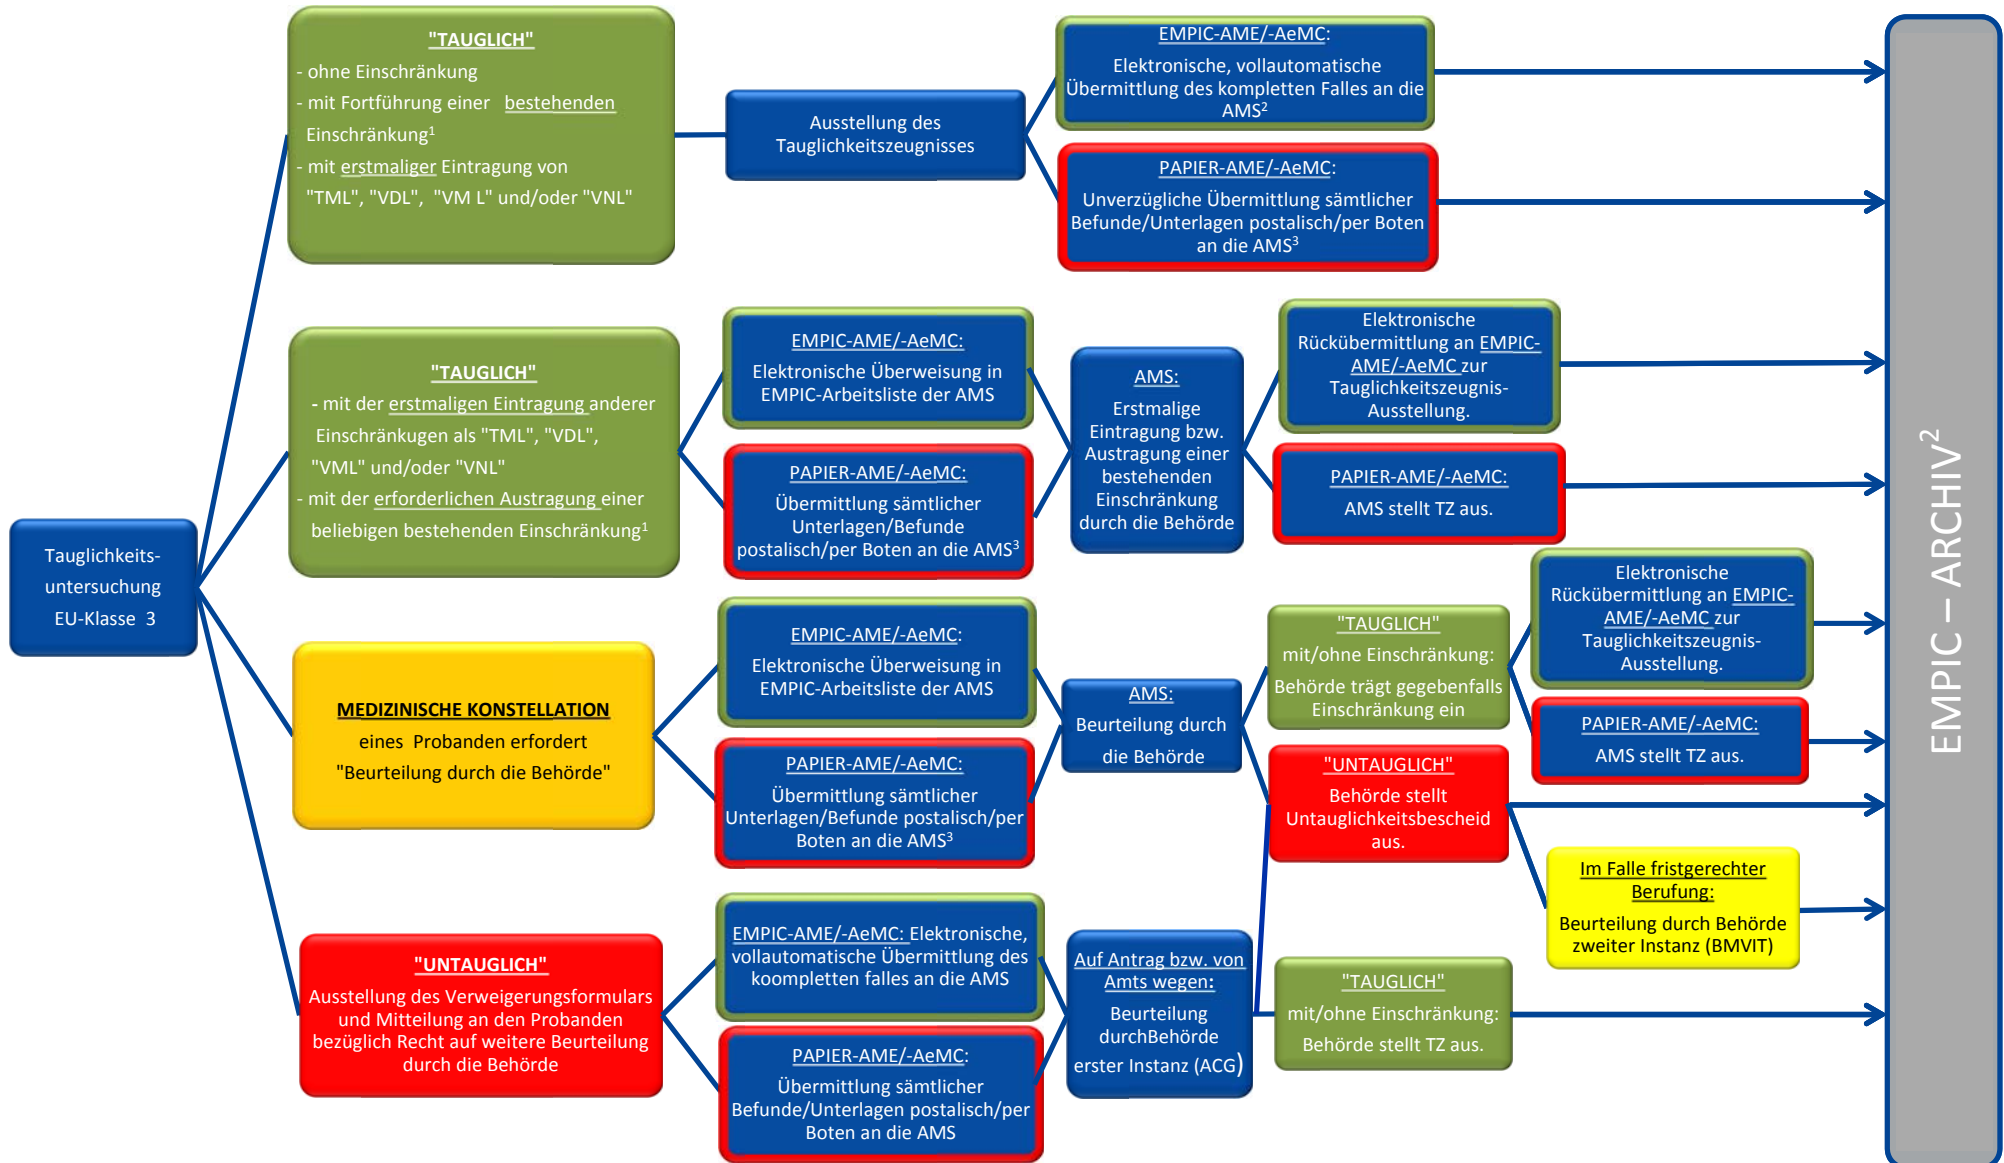 Tauglichkeits-
untersuchung
EU-Klasse 3
"TAUGLICH"
- ohne Einschränkung
- mit Fortführung einer bestehenden
Einschränkung¹
- mit erstmaliger Eintragung von
"TML", "VDL", "VM L" und/oder "VNL"
Ausstellung des
Tauglichkeitszeugnisses
EMPIC-AME/-AeMC:
Elektronische, vollautomatische
Übermittlung des kompletten Falles an die
AMS²
PAPIER-AME/-AeMC:
Unverzügliche Übermittlung sämtlicher
Befunde/Unterlagen postalisch/per Boten
an die AMS³
"TAUGLICH"
- mit der erstmaligen Eintragung anderer
Einschränkugen als "TML", "VDL",
"VML" und/oder "VNL"
- mit der erforderlichen Austragung einer
beliebigen bestehenden Einschränkung¹
EMPIC-AME/-AeMC:
Elektronische Überweisung in
EMPIC-Arbeitsliste der AMS
PAPIER-AME/-AeMC:
Übermittlung sämtlicher
Unterlagen/Befunde
postalisch/per Boten an die AMS³
AMS:
Erstmalige
Eintragung bzw.
Austragung einer
bestehenden
Einschränkung
durch die Behörde
Elektronische
Rückübermittlung an EMPIC-
AME/-AeMC zur
Tauglichkeitszeugnis-
Ausstellung.
PAPIER-AME/-AeMC:
AMS stellt TZ aus.
MEDIZINISCHE KONSTELLATION
eines Probanden erfordert
"Beurteilung durch die Behörde"
EMPIC-AME/-AeMC:
Elektronische Überweisung in
EMPIC-Arbeitsliste der AMS
PAPIER-AME/-AeMC:
Übermittlung sämtlicher
Unterlagen/Befunde postalisch/per
Boten an die AMS³
AMS:
Beurteilung durch
die Behörde
"TAUGLICH"
mit/ohne Einschränkung:
Behörde trägt gegebenfalls
Einschränkung ein
Elektronische
Rückübermittlung an EMPIC-
AME/-AeMC zur
Tauglichkeitszeugnis-
Ausstellung.
PAPIER-AME/-AeMC:
AMS stellt TZ aus.
"UNTAUGLICH"
Behörde stellt
Untauglichkeitsbescheid
aus.
Im Falle fristgerechter
Berufung:
Beurteilung durch Behörde
zweiter Instanz (BMVIT)
"UNTAUGLICH"
Ausstellung des Verweigerungsformulars
und Mitteilung an den Probanden
bezüglich Recht auf weitere Beurteilung
durch die Behörde
EMPIC-AME/-AeMC: Elektronische,
vollautomatische Übermittlung des
koompletten falles an die AMS
PAPIER-AME/-AeMC:
Übermittlung sämtlicher
Befunde/Unterlagen postalisch/per
Boten an die AMS
Auf Antrag bzw. von
Amts wegen:
Beurteilung
durchBehörde
erster Instanz (ACG)
"TAUGLICH"
mit/ohne Einschränkung:
Behörde stellt TZ aus.
EMPIC – ARCHIV²